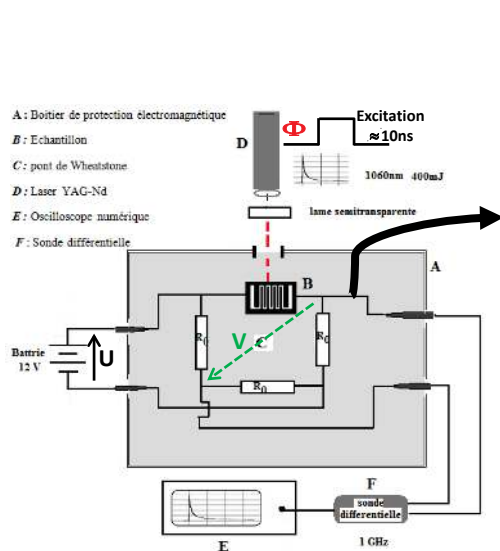 A : Boitier de protection électromagnétique
B : Echantillon
C : pont de Wheatstone
D : Laser YAG-Nd
E : Oscilloscope numérique
F : Sonde différentielle
D
Φ
Excitation
≈10ns
1060nm 400mJ
lame semitransparente
A
B
R0
V
C
R0
R0
Battrie
12 V
U
F
sonde
differentielle
1 GHz
E